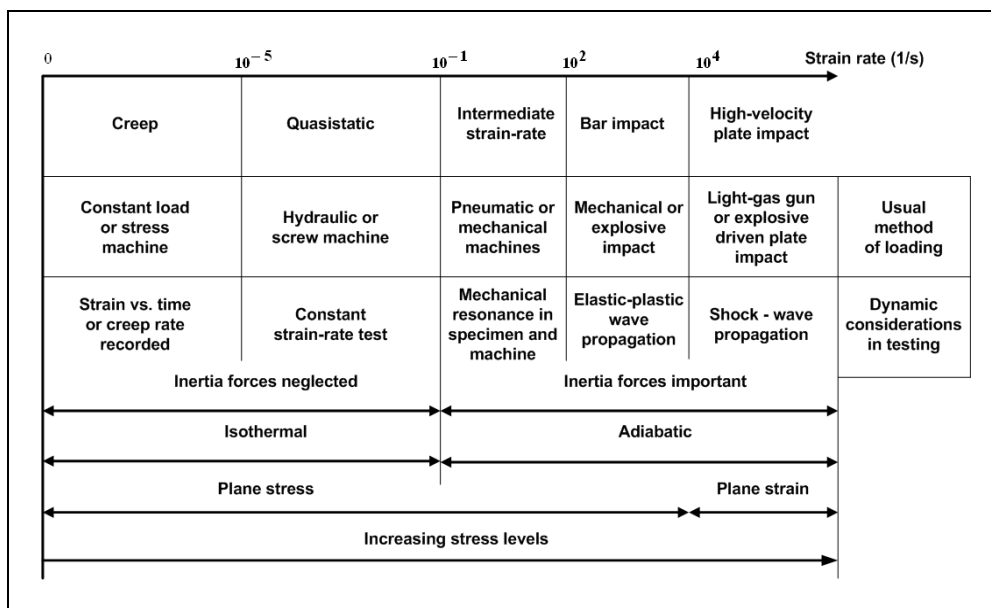 0 10⁻⁵ 10⁻¹ 10² 10⁴ Strain rate (1/s)
Creep
Quasistatic
Intermediate
strain-rate
Bar impact
High-velocity
plate impact
Constant load
or stress
machine
Hydraulic or
screw machine
Pneumatic or
mechanical
machines
Mechanical or
explosive
impact
Light-gas gun
or explosive
driven plate
impact
Usual
method
of loading
Strain vs. time
or creep rate
recorded
Constant
strain-rate test
Mechanical
resonance in
specimen and
machine
Elastic-plastic
wave
propagation
Shock - wave
propagation
Dynamic
considerations
in testing
Inertia forces neglected
Inertia forces important
Isothermal
Adiabatic
Plane stress
Plane strain
Increasing stress levels